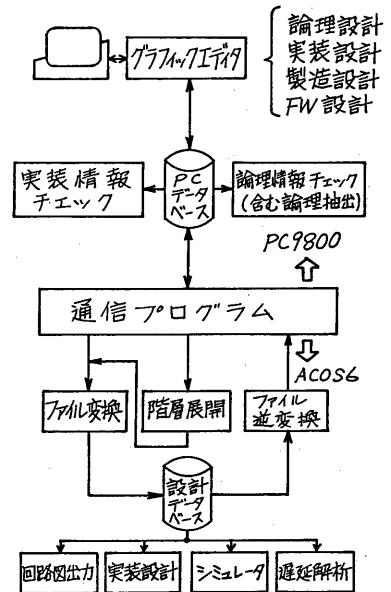 グラフィックエディタ
論理設計
実装設計
製造設計
FW設計
実装情報
チェック
PC
データ
ベース
論理情報チェック
(含む論理抽出)
PC9800
通信プログラム
ACOS6
ファイル変換
階層展開
ファイル
逆変換
設計
データ
ベース
回路図出力
実装設計
シミュレータ
遅延解析